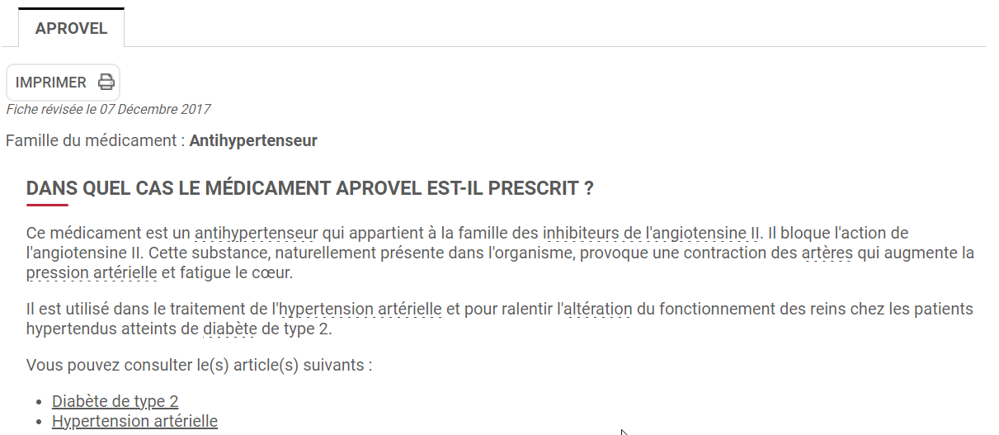 APROVEL
IMPRIMER
Fiche révisée le 07 Décembre 2017
Famille du médicament : Antihypertenseur
DANS QUEL CAS LE MÉDICAMENT APROVEL EST-IL PRESCRIT ?
Ce médicament est un antihypertenseur qui appartient à la famille des inhibiteurs de l'angiotensine II. Il bloque l'action de
l'angiotensine II. Cette substance, naturellement présente dans l'organisme, provoque une contraction des artères qui augmente la
pression artérielle et fatigue le cœur.
Il est utilisé dans le traitement de l'hypertension artérielle et pour ralentir l'altération du fonctionnement des reins chez les patients
hypertendus atteints de diabète de type 2.
Vous pouvez consulter le(s) article(s) suivants :
• Diabète de type 2
• Hypertension artérielle